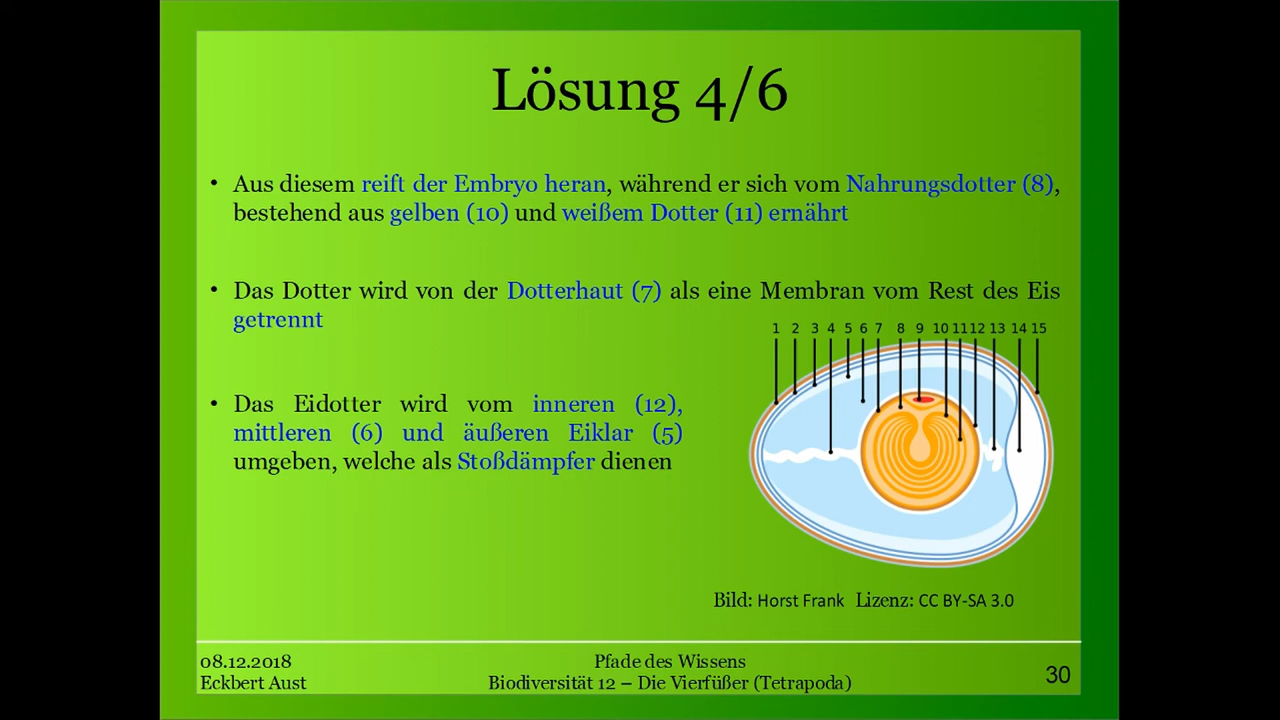 Lösung 4/6
• Aus diesem reift der Embryo heran, während er sich vom Nahrungsdotter (8),
bestehend aus gelben (10) und weißem Dotter (11) ernährt
• Das Dotter wird von der Dotterhaut (7) als eine Membran vom Rest des Eis
getrennt
1 2 3 4 5 6 7 8 9 10 11 12 13 14 15
• Das Eidotter wird vom inneren (12),
mittleren (6) und äußeren Eiklar (5)
umgeben, welche als Stoßdämpfer dienen
Bild: Horst Frank Lizenz: CC BY-SA 3.0
08.12.2018
Eckbert Aust
Pfade des Wissens
Biodiversität 12 – Die Vierfüßer (Tetrapoda)
30